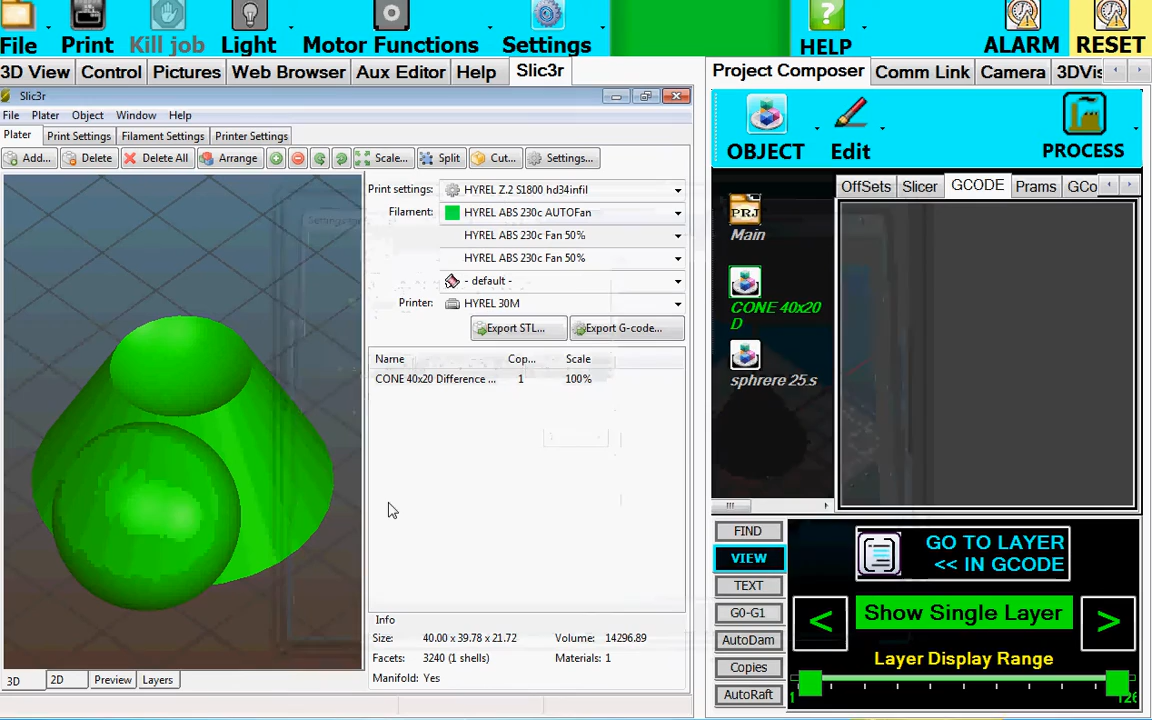 File Print Kill job Light Motor Functions Settings HELP ALARM RESET
3D View Control Pictures Web Browser Aux Editor Help Slic3r
Slic3r
File Plater Object Window Help
Plater Print Settings Filament Settings Printer Settings
Add... Delete Delete All Arrange Scale... Split Cut... Settings...
Print settings: HYREL Z.2 S1800 hd34infil
Filament: HYREL ABS 230c AUTOFan
HYREL ABS 230c Fan 50%
HYREL ABS 230c Fan 50%
- default -
Printer: HYREL 30M
Export STL... Export G-code...
Name Cop... Scale
CONE 40x20 Difference ... 1 100%
Info
Size: 40.00 x 39.78 x 21.72 Volume: 14296.89
Facets: 3240 (1 shells) Materials: 1
Manifold: Yes
3D 2D Preview Layers
Project Composer Comm Link Camera 3DVis
OBJECT Edit PROCESS
OffSets Slicer GCODE Prams GCo
PRJ
Main
CONE 40x20
D
sphrere 25.s
FIND
VIEW
TEXT
G0-G1
AutoDam
Copies
AutoRaft
GO TO LAYER
<< IN GCODE
< Show Single Layer >
Layer Display Range
1 126